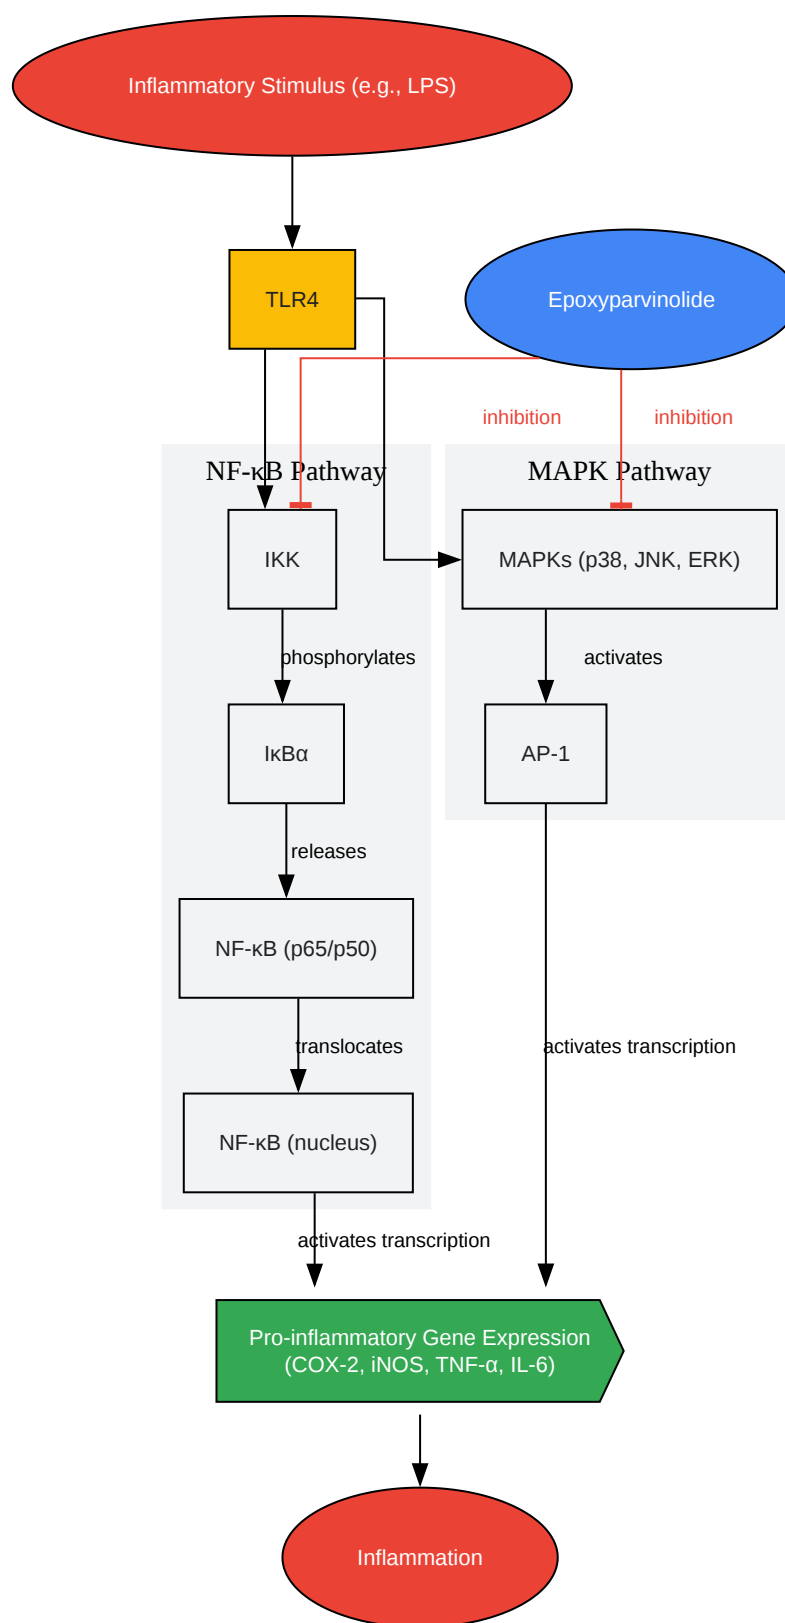 Inflammatory Stimulus (e.g., LPS)
TLR4
Epoxyparvinolide
inhibition
inhibition
NF-κB Pathway
MAPK Pathway
IKK
MAPKs (p38, JNK, ERK)
phosphorylates
activates
IκBα
AP-1
releases
NF-κB (p65/p50)
translocates
activates transcription
NF-κB (nucleus)
activates transcription
Pro-inflammatory Gene Expression
(COX-2, iNOS, TNF-α, IL-6)
Inflammation